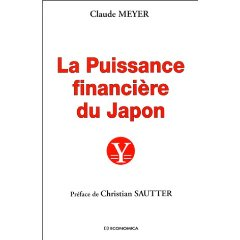 Claude MEYER
La Puissance
financière
du Japon
Y
Préface de Christian SAUTTER
ECONOMICA